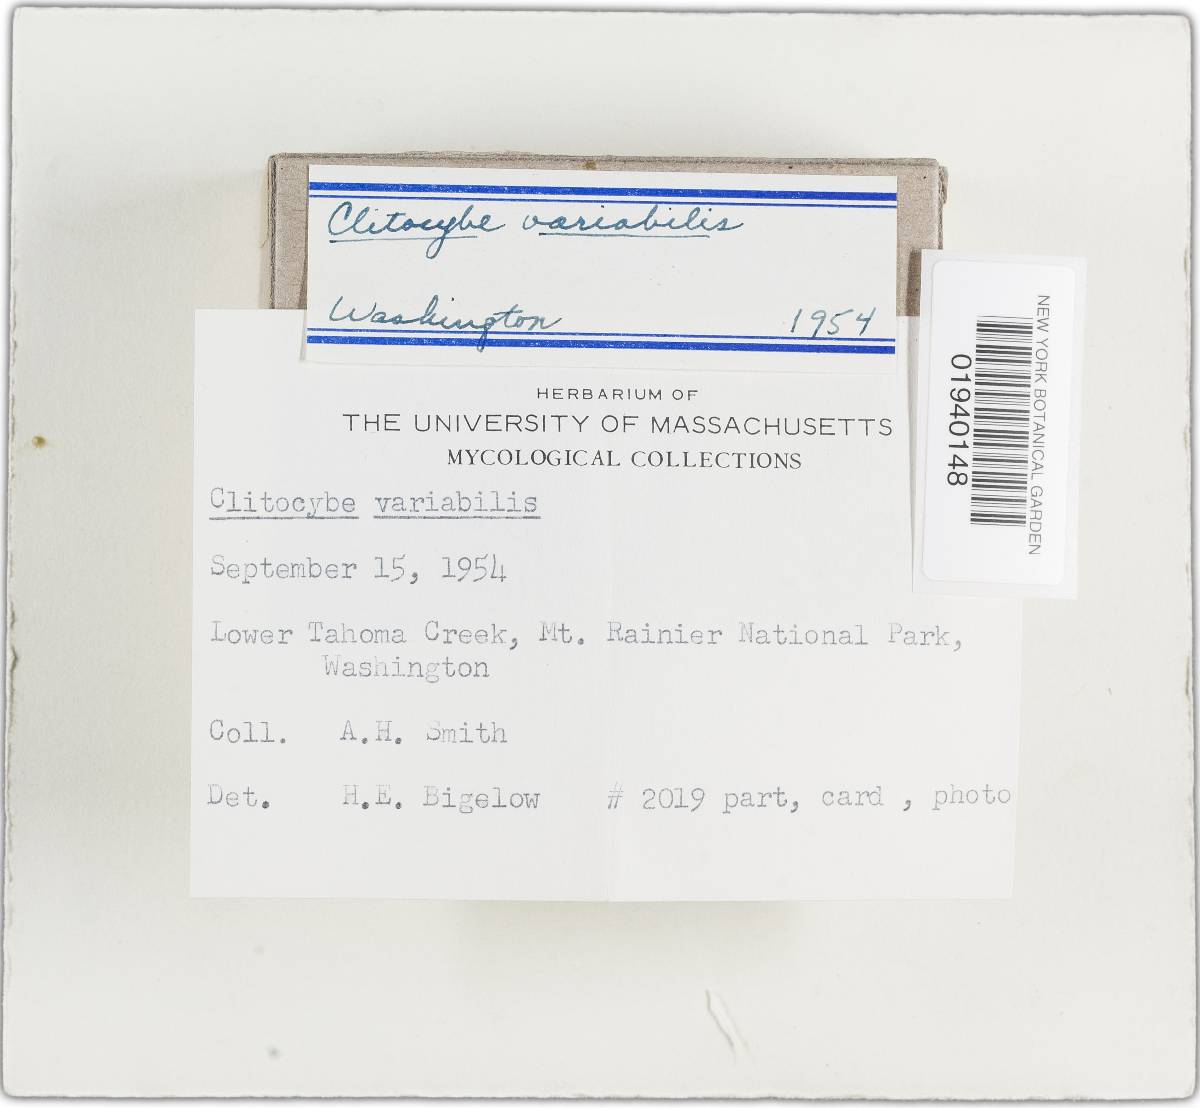 Clitocybe variabilis
Washington 1954
HERBARIUM OF
THE UNIVERSITY OF MASSACHUSETTS
MYCOLOGICAL COLLECTIONS
Clitocybe variabilis
September 15, 1954
Lower Tahoma Creek, Mt. Rainier National Park,
Washington
Coll. A.H. Smith
Det. H.E. Bigelow # 2019 part, card , photo
NEW YORK BOTANICAL GARDEN
01940148